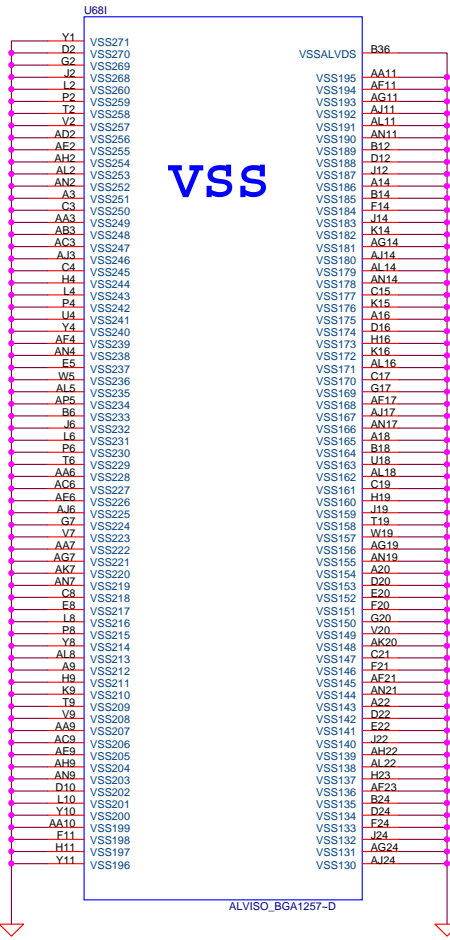 U68I
Y1 VSS271
D2 VSS270 VSSALVDS B36
G2 VSS269
J2 VSS268 VSS195 AA11
L2 VSS260 VSS194 AF11
P2 VSS259 VSS193 AG11
T2 VSS258 VSS192 AJ11
V2 VSS257 VSS191 AL11
AD2 VSS256 VSS190 AN11
AE2 VSS255 VSS189 B12
AH2 VSS254 VSS188 D12
AL2 VSS253 VSS187 J12
AN2 VSS252 VSS186 A14
A3 VSS251 VSS185 B14
C3 VSS250 VSS184 F14
AA3 VSS249 VSS183 J14
AB3 VSS248 VSS182 K14
AC3 VSS247 VSS181 AG14
AJ3 VSS246 VSS180 AJ14
C4 VSS245 VSS179 AL14
H4 VSS244 VSS178 AN14
L4 VSS243 VSS177 C15
P4 VSS242 VSS176 K15
U4 VSS241 VSS175 A16
Y4 VSS240 VSS174 D16
AF4 VSS239 VSS173 H16
AN4 VSS238 VSS172 K16
E5 VSS237 VSS171 AL16
W5 VSS236 VSS170 C17
AL5 VSS235 VSS169 G17
AP5 VSS234 VSS168 AF17
B6 VSS233 VSS167 AJ17
J6 VSS232 VSS166 AN17
L6 VSS231 VSS165 A18
P6 VSS230 VSS164 B18
T6 VSS229 VSS163 U18
AA6 VSS228 VSS162 AL18
AC6 VSS227 VSS161 C19
AE6 VSS226 VSS160 H19
AJ6 VSS225 VSS159 J19
G7 VSS224 VSS158 T19
V7 VSS223 VSS157 W19
AA7 VSS222 VSS156 AG19
AG7 VSS221 VSS155 AN19
AK7 VSS220 VSS154 A20
AN7 VSS219 VSS153 D20
C8 VSS218 VSS152 E20
E8 VSS217 VSS151 F20
L8 VSS216 VSS150 G20
P8 VSS215 VSS149 V20
Y8 VSS214 VSS148 AK20
AL8 VSS213 VSS147 C21
A9 VSS212 VSS146 F21
H9 VSS211 VSS145 AF21
K9 VSS210 VSS144 AN21
T9 VSS209 VSS143 A22
V9 VSS208 VSS142 D22
AA9 VSS207 VSS141 E22
AC9 VSS206 VSS140 J22
AE9 VSS205 VSS139 AH22
AH9 VSS204 VSS138 AL22
AN9 VSS203 VSS137 H23
D10 VSS202 VSS136 AF23
L10 VSS201 VSS135 B24
Y10 VSS200 VSS134 D24
AA10 VSS199 VSS133 F24
F11 VSS198 VSS132 J24
H11 VSS197 VSS131 AG24
Y11 VSS196 VSS130 AJ24
VSS
ALVISO_BGA1257~D